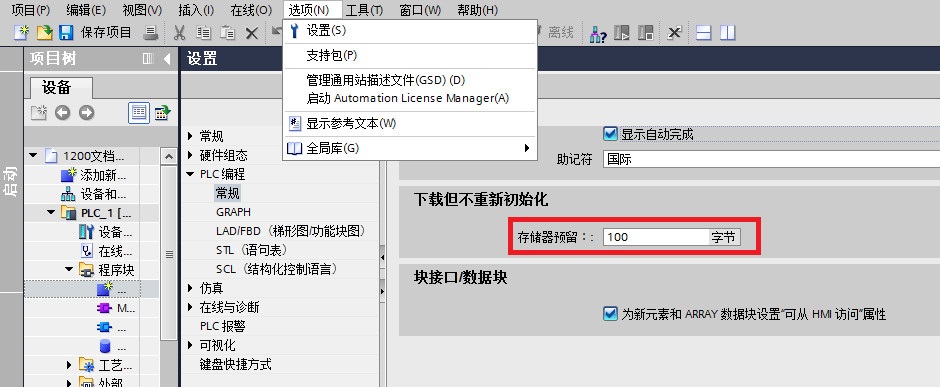 项目(P) 编辑(E) 视图(V) 插入(I) 在线(O) 选项(N) 工具(T) 窗口(W) 帮助(H)
保存项目 离线
设置(S)
支持包(P)
管理通用站描述文件(GSD) (D)
启动 Automation License Manager(A)
显示参考文本(W)
全局库(G)
项目树
设备
启动
1200文档...
添加新...
设备和...
PLC_1 [...
设备...
在线...
程序块
...
M...
...
...
工艺...
外部...
设置
常规
硬件组态
PLC 编程
常规
GRAPH
LAD/FBD（梯形图/功能块图）
STL（语句表）
SCL（结构化控制语言）
仿真
在线与诊断
PLC 报警
可视化
键盘快捷方式
显示自动完成
助记符 国际
下载但不重新初始化
存储器预留：: 100 字节
块接口/数据块
为新元素和 ARRAY 数据块设置“可从 HMI 访问”属性